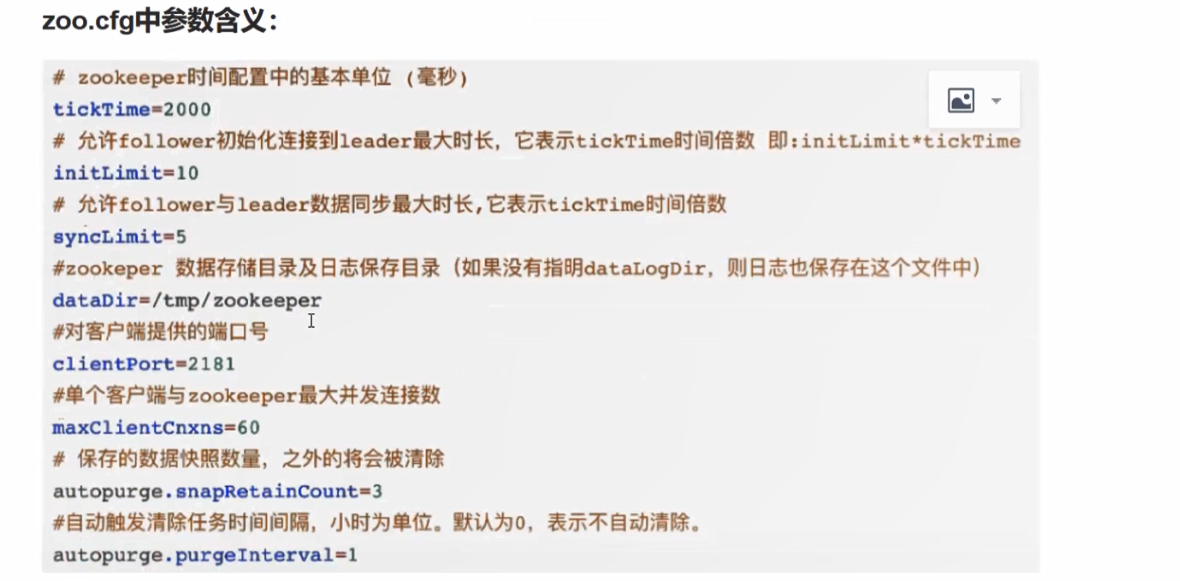 zoo.cfg中参数含义：
# zookeeper时间配置中的基本单位 (毫秒)
tickTime=2000
# 允许follower初始化连接到leader最大时长，它表示tickTime时间倍数 即:initLimit*tickTime
initLimit=10
# 允许follower与leader数据同步最大时长,它表示tickTime时间倍数
syncLimit=5
#zookeper 数据存储目录及日志保存目录（如果没有指明dataLogDir，则日志也保存在这个文件中）
dataDir=/tmp/zookeeper
#对客户端提供的端口号
clientPort=2181
#单个客户端与zookeeper最大并发连接数
maxClientCnxns=60
# 保存的数据快照数量，之外的将会被清除
autopurge.snapRetainCount=3
#自动触发清除任务时间间隔，小时为单位。默认为0，表示不自动清除。
autopurge.purgeInterval=1